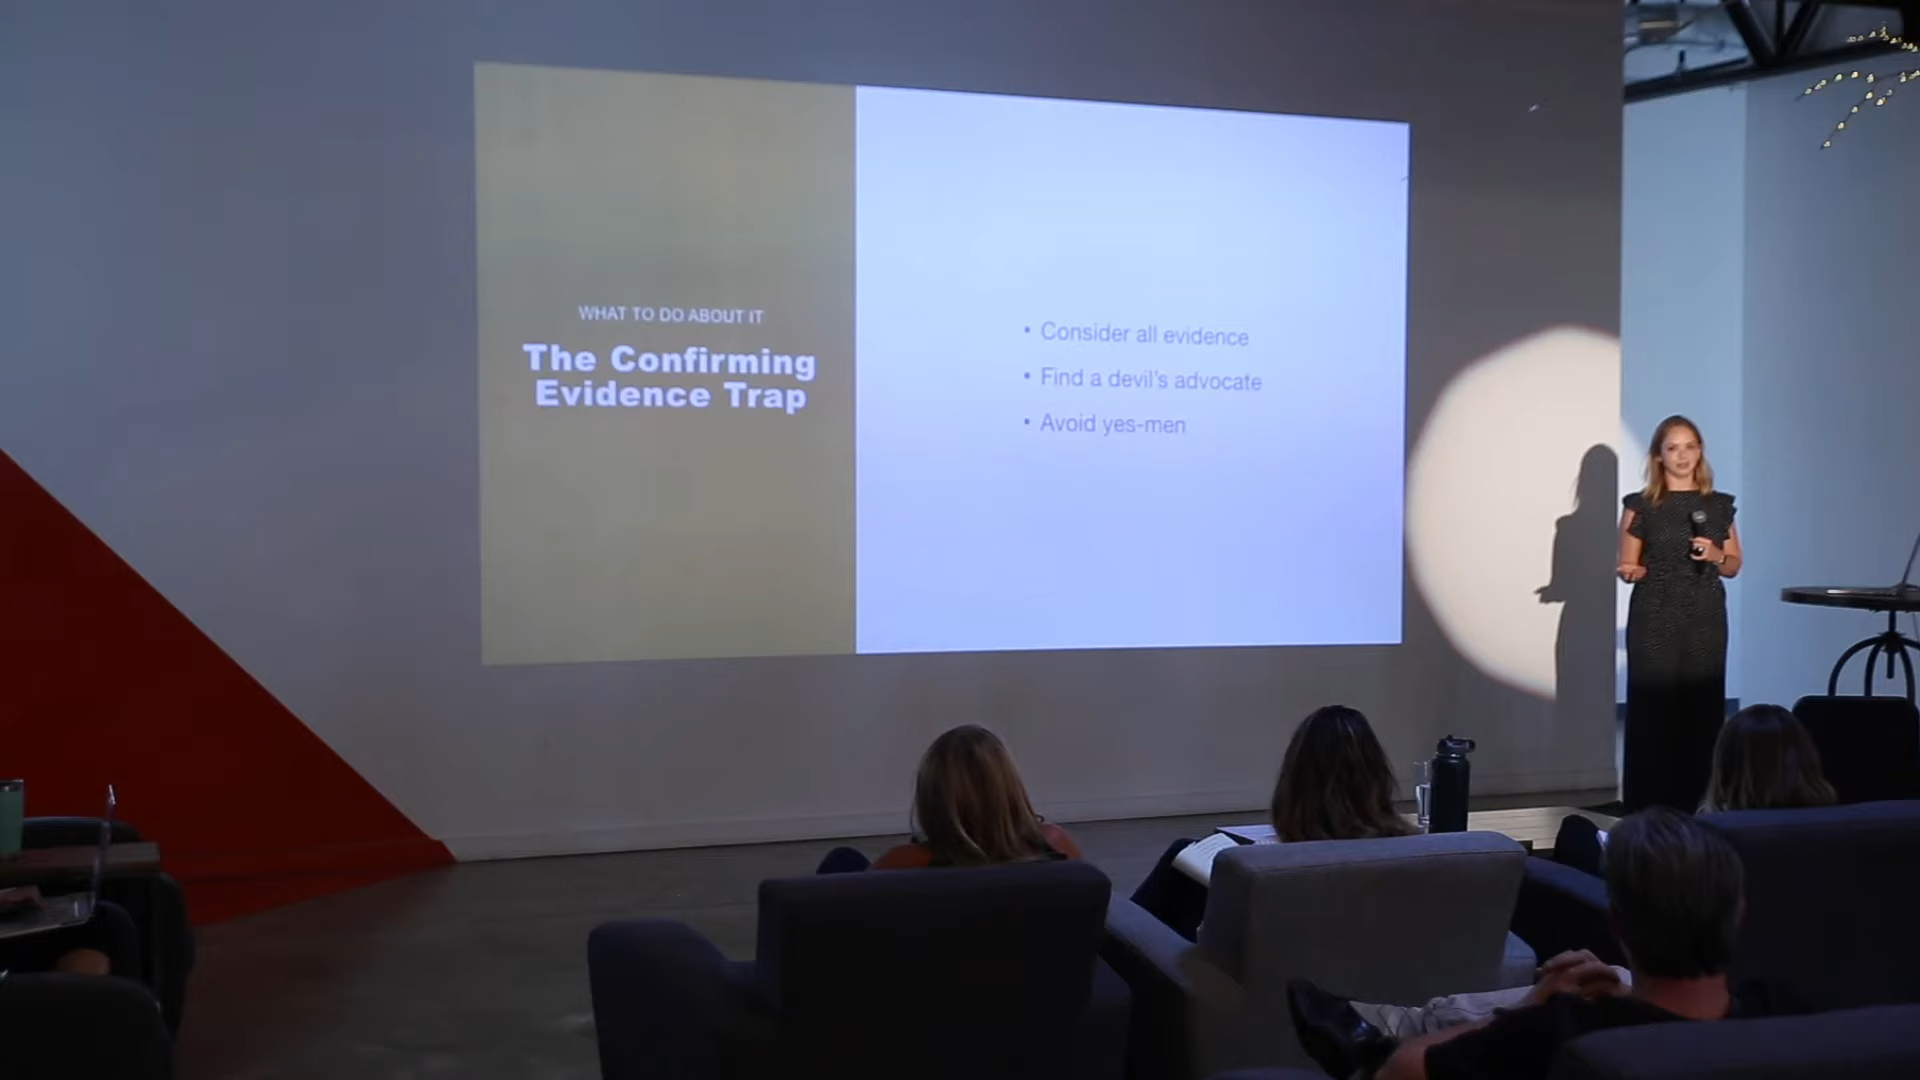 WHAT TO DO ABOUT IT
The Confirming
Evidence Trap
• Consider all evidence
• Find a devil's advocate
• Avoid yes-men